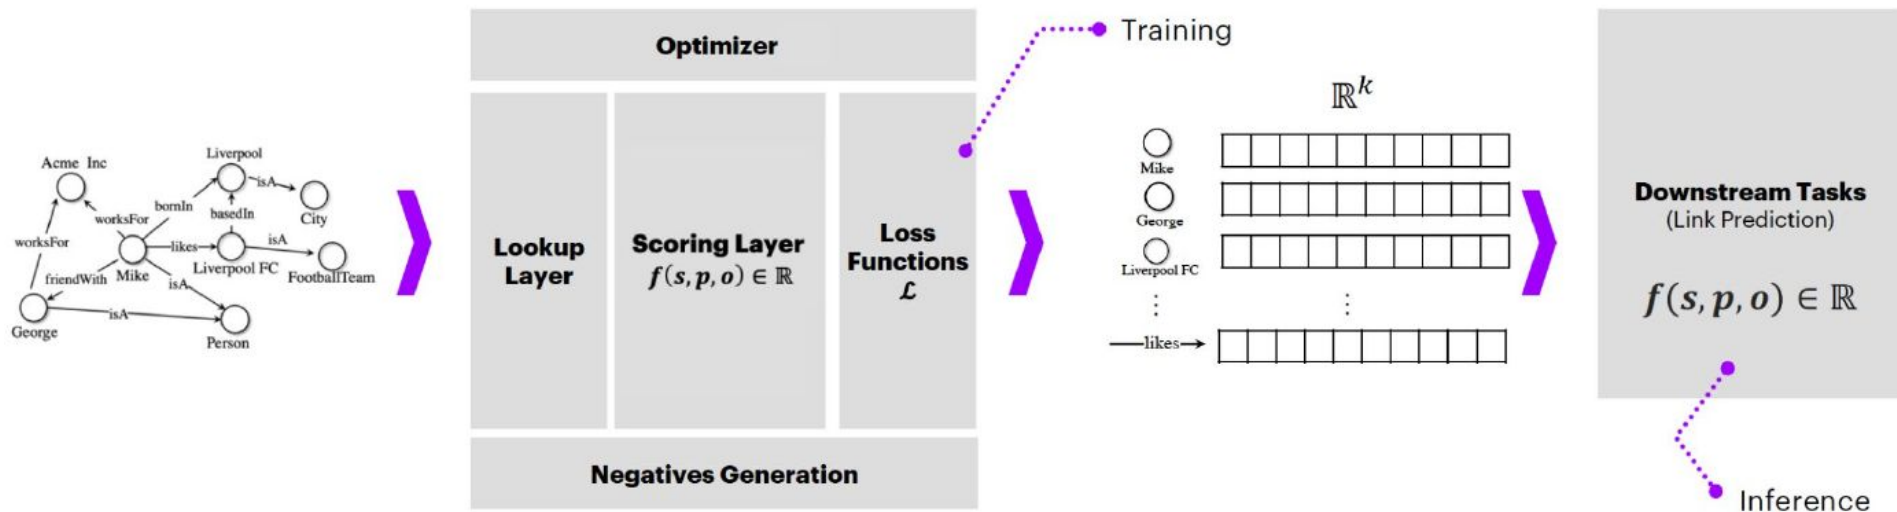 Acme Inc
Liverpool
isA
City
bornIn
basedIn
worksFor
worksFor
likes
isA
Mike
Liverpool FC
FootballTeam
friendWith
isA
George
isA
Person
Optimizer
Lookup
Layer
Scoring Layer
f(s, p, o) ∈ ℝ
Loss
Functions
ℒ
Negatives Generation
Training
ℝᵏ
Mike
George
Liverpool FC
⋮
⋮
likes
Downstream Tasks
(Link Prediction)
f(s, p, o) ∈ ℝ
Inference